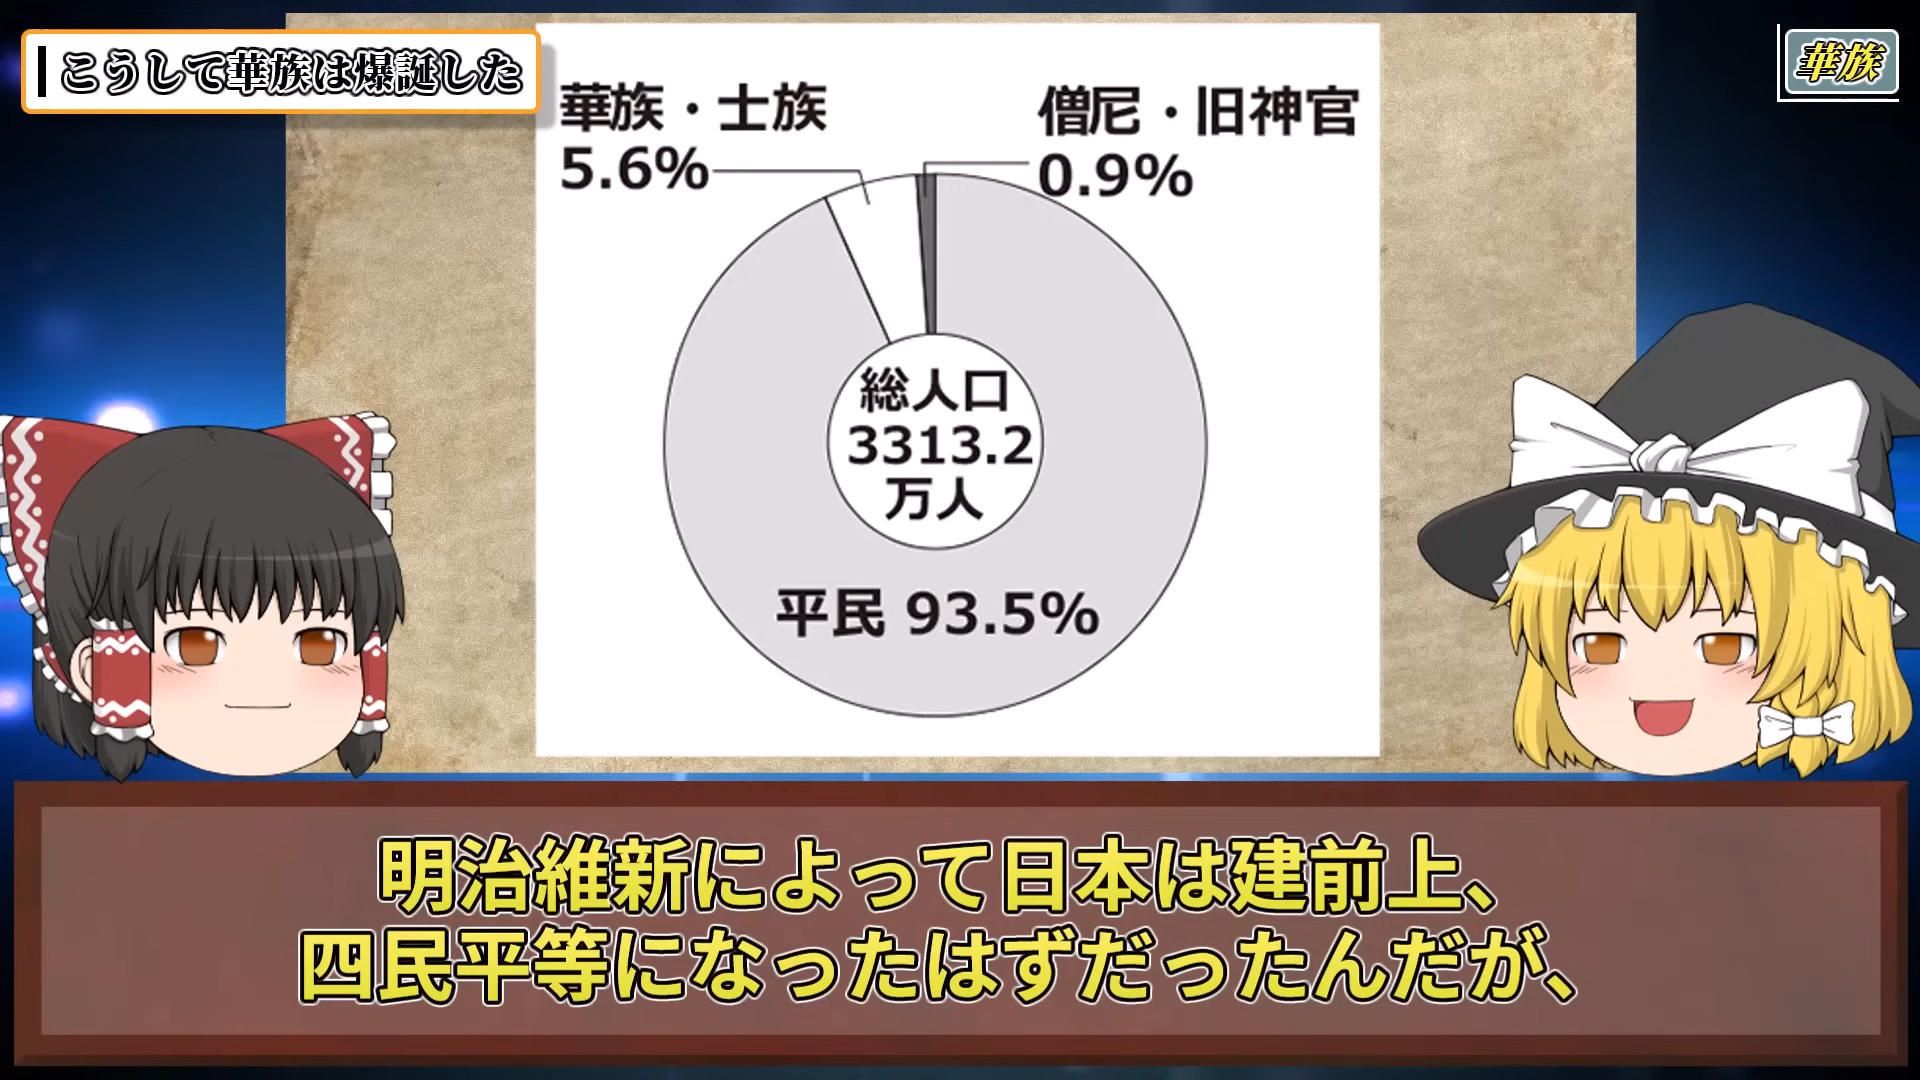 こうして華族は爆誕した
華族
華族・士族
5.6%
僧尼・旧神官
0.9%
総人口
3313.2
万人
平民 93.5%
明治維新によって日本は建前上、
四民平等になったはずだったんだが、